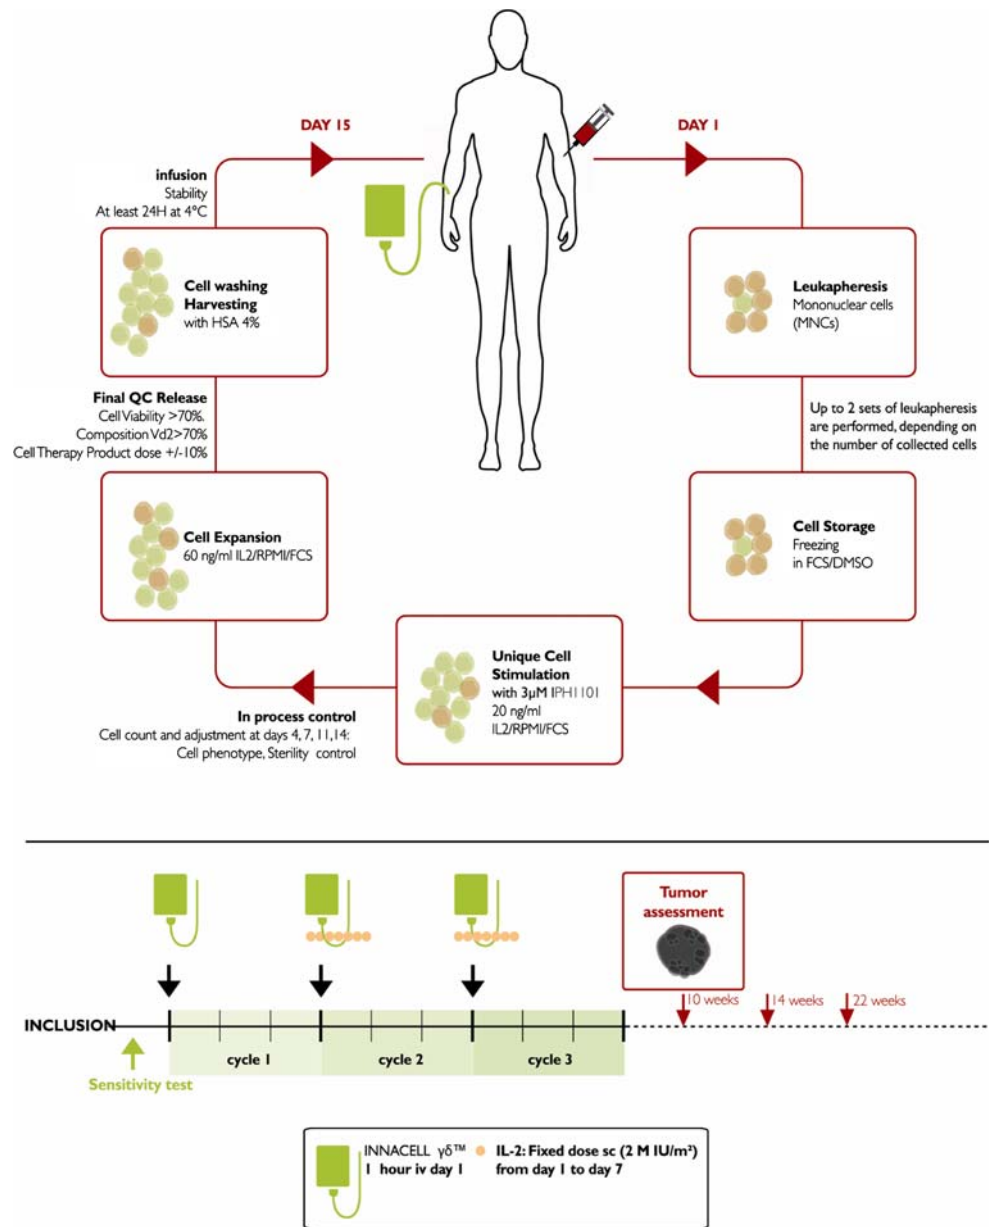 DAY 15
DAY 1
infusion
Stability
At least 24H at 4°C
Cell washing
Harvesting
with HSA 4%
Leukapheresis
Mononuclear cells
(MNCs)
Final QC Release
Cell Viability >70%.
Composition Vd2>70%
Cell Therapy Product dose +/-10%
Up to 2 sets of leukapheresis
are performed, depending on
the number of collected cells
Cell Expansion
60 ng/ml IL2/RPMI/FCS
Cell Storage
Freezing
in FCS/DMSO
Unique Cell
Stimulation
with 3µM IPH1101
20 ng/ml
IL2/RPMI/FCS
In process control
Cell count and adjustment at days 4, 7, 11,14:
Cell phenotype, Sterility control
Tumor
assessment
10 weeks
14 weeks
22 weeks
INCLUSION
cycle 1
cycle 2
cycle 3
Sensitivity test
INNACELL γδ™
1 hour iv day 1
IL-2: Fixed dose sc (2 M IU/m²)
from day 1 to day 7